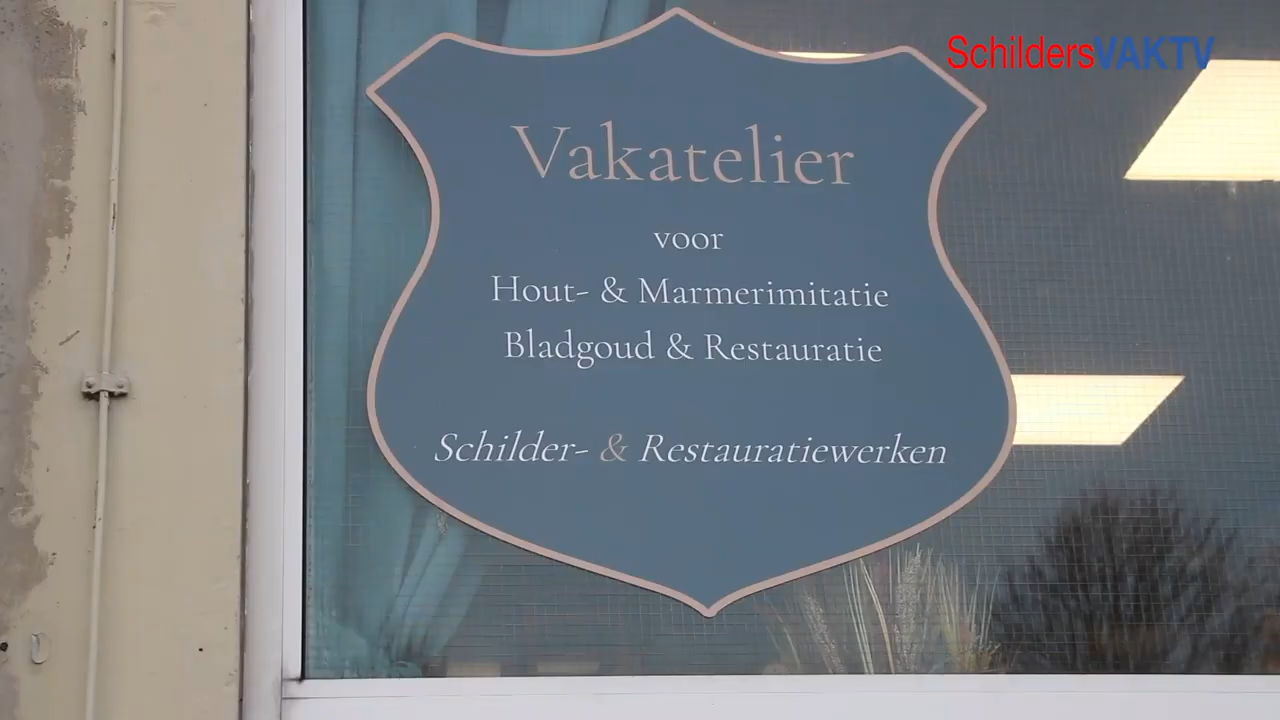 SchildersVAKTV
Vakatelier
voor
Hout- & Marmerimitatie
Bladgoud & Restauratie
Schilder- & Restauratiewerken